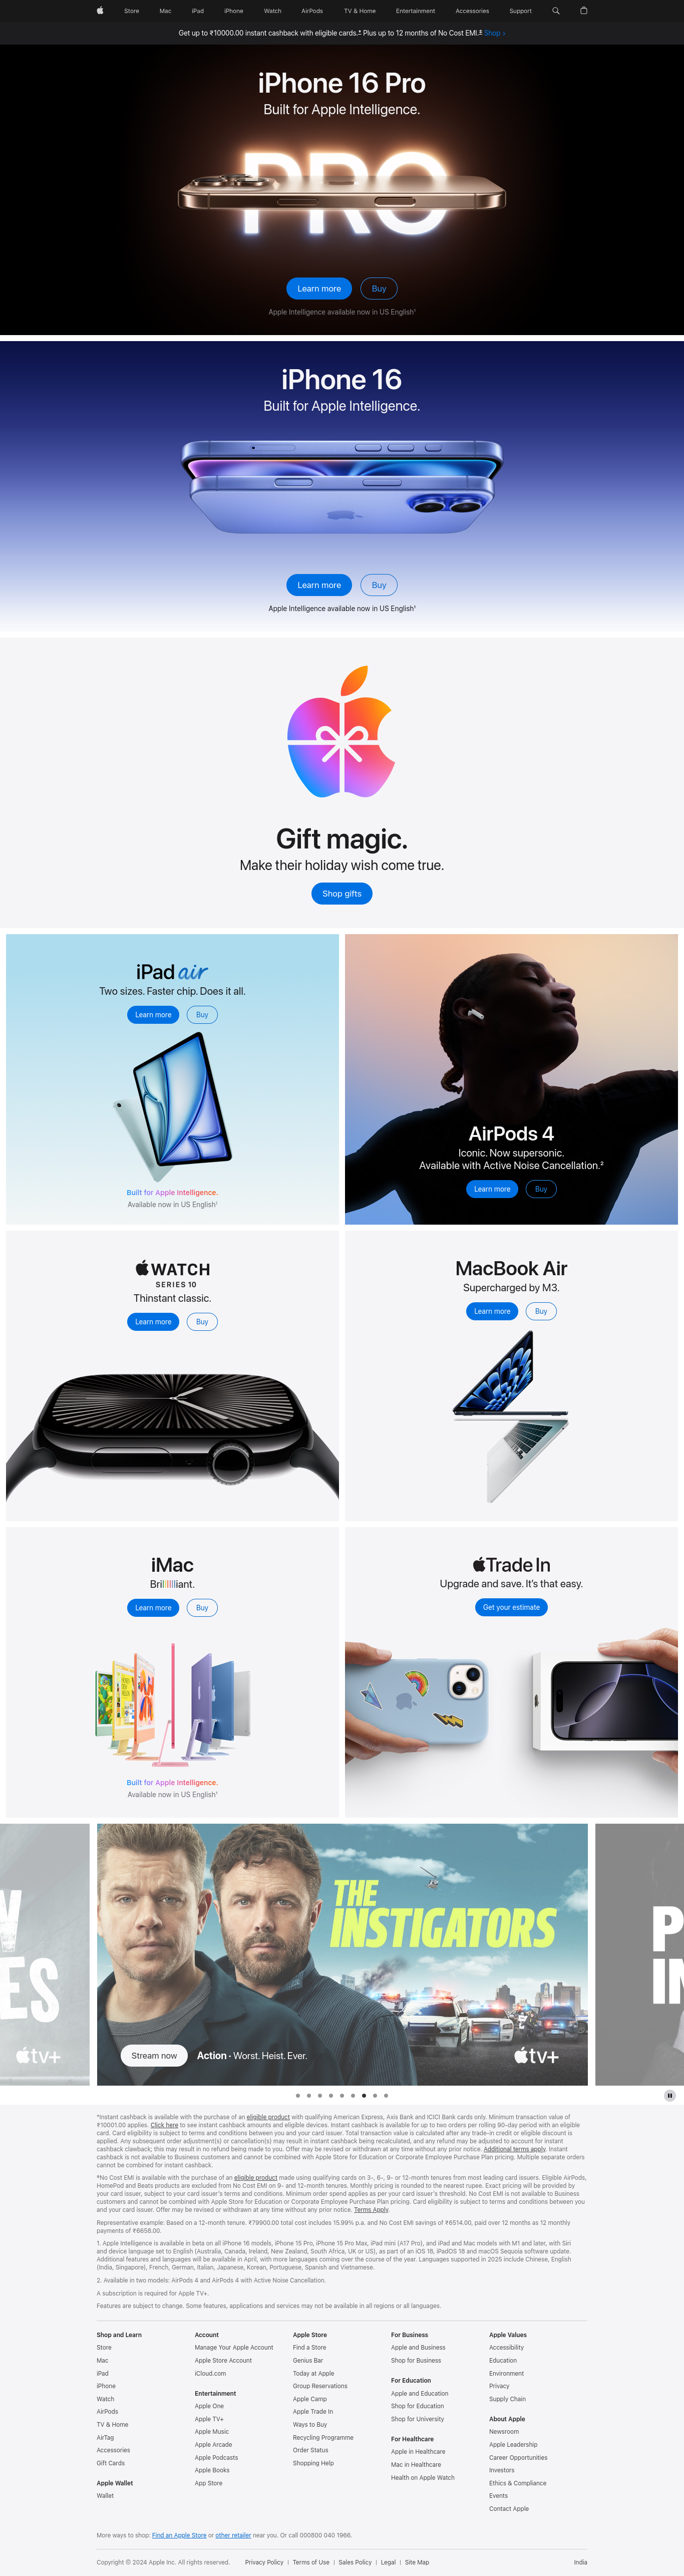 Store Mac iPad iPhone Watch AirPods TV & Home Entertainment Accessories Support
Get up to ₹10000.00 instant cashback with eligible cards.* Plus up to 12 months of No Cost EMI.‡ Shop >
iPhone 16 Pro
Built for Apple Intelligence.
PRO
Learn more Buy
Apple Intelligence available now in US English¹
iPhone 16
Built for Apple Intelligence.
Learn more Buy
Apple Intelligence available now in US English¹
Gift magic.
Make their holiday wish come true.
Shop gifts
iPad air
Two sizes. Faster chip. Does it all.
Learn more Buy
Built for Apple Intelligence.
Available now in US English¹
AirPods 4
Iconic. Now supersonic.
Available with Active Noise Cancellation.²
Learn more Buy
WATCH
SERIES 10
Thinstant classic.
Learn more Buy
MacBook Air
Supercharged by M3.
Learn more Buy
iMac
Brilllllliant.
Learn more Buy
Built for Apple Intelligence.
Available now in US English¹
Trade In
Upgrade and save. It's that easy.
Get your estimate
THE
INSTIGATORS
Stream now Action · Worst. Heist. Ever.
tv+
tv+
*Instant cashback is available with the purchase of an eligible product with qualifying American Express, Axis Bank and ICICI Bank cards only. Minimum transaction value of
₹10001.00 applies. Click here to see instant cashback amounts and eligible devices. Instant cashback is available for up to two orders per rolling 90-day period with an eligible
card. Card eligibility is subject to terms and conditions between you and your card issuer. Total transaction value is calculated after any trade-in credit or eligible discount is
applied. Any subsequent order adjustment(s) or cancellation(s) may result in instant cashback being recalculated, and any refund may be adjusted to account for instant
cashback clawback; this may result in no refund being made to you. Offer may be revised or withdrawn at any time without any prior notice. Additional terms apply. Instant
cashback is not available to Business customers and cannot be combined with Apple Store for Education or Corporate Employee Purchase Plan pricing. Multiple separate orders
cannot be combined for instant cashback.
‡No Cost EMI is available with the purchase of an eligible product made using qualifying cards on 3-, 6-, 9- or 12-month tenures from most leading card issuers. Eligible AirPods,
HomePod and Beats products are excluded from No Cost EMI on 9- and 12-month tenures. Monthly pricing is rounded to the nearest rupee. Exact pricing will be provided by
your card issuer, subject to your card issuer's terms and conditions. Minimum order spend applies as per your card issuer's threshold. No Cost EMI is not available to Business
customers and cannot be combined with Apple Store for Education or Corporate Employee Purchase Plan pricing. Card eligibility is subject to terms and conditions between you
and your card issuer. Offer may be revised or withdrawn at any time without any prior notice. Terms Apply.
Representative example: Based on a 12-month tenure. ₹79900.00 total cost includes 15.99% p.a. and No Cost EMI savings of ₹6514.00, paid over 12 months as 12 monthly
payments of ₹6658.00.
1. Apple Intelligence is available in beta on all iPhone 16 models, iPhone 15 Pro, iPhone 15 Pro Max, iPad mini (A17 Pro), and iPad and Mac models with M1 and later, with Siri
and device language set to English (Australia, Canada, Ireland, New Zealand, South Africa, UK or US), as part of an iOS 18, iPadOS 18 and macOS Sequoia software update.
Additional features and languages will be available in April, with more languages coming over the course of the year. Languages supported in 2025 include Chinese, English
(India, Singapore), French, German, Italian, Japanese, Korean, Portuguese, Spanish and Vietnamese.
2. Available in two models: AirPods 4 and AirPods 4 with Active Noise Cancellation.
A subscription is required for Apple TV+.
Features are subject to change. Some features, applications and services may not be available in all regions or all languages.
Shop and Learn
Store
Mac
iPad
iPhone
Watch
AirPods
TV & Home
AirTag
Accessories
Gift Cards
Apple Wallet
Wallet
Account
Manage Your Apple Account
Apple Store Account
iCloud.com
Entertainment
Apple One
Apple TV+
Apple Music
Apple Arcade
Apple Podcasts
Apple Books
App Store
Apple Store
Find a Store
Genius Bar
Today at Apple
Group Reservations
Apple Camp
Apple Trade In
Ways to Buy
Recycling Programme
Order Status
Shopping Help
For Business
Apple and Business
Shop for Business
For Education
Apple and Education
Shop for Education
Shop for University
For Healthcare
Apple in Healthcare
Mac in Healthcare
Health on Apple Watch
Apple Values
Accessibility
Education
Environment
Privacy
Supply Chain
About Apple
Newsroom
Apple Leadership
Career Opportunities
Investors
Ethics & Compliance
Events
Contact Apple
More ways to shop: Find an Apple Store or other retailer near you. Or call 000800 040 1966.
Copyright © 2024 Apple Inc. All rights reserved. Privacy Policy | Terms of Use | Sales Policy | Legal | Site Map India